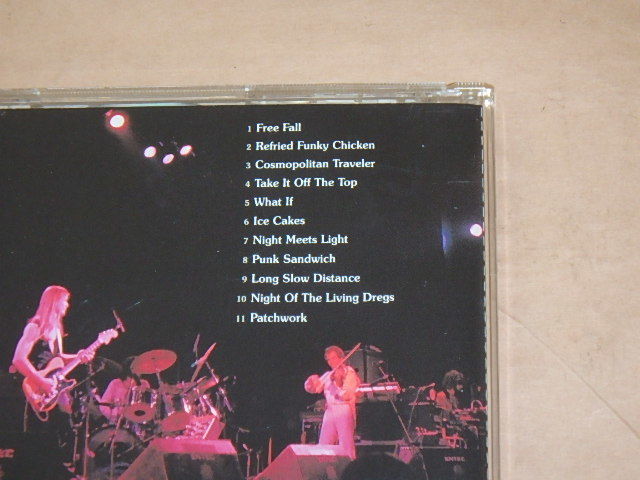 1 Free Fall
2 Refried Funky Chicken
3 Cosmopolitan Traveler
4 Take It Off The Top
5 What If
6 Ice Cakes
7 Night Meets Light
8 Punk Sandwich
9 Long Slow Distance
10 Night Of The Living Dregs
11 Patchwork